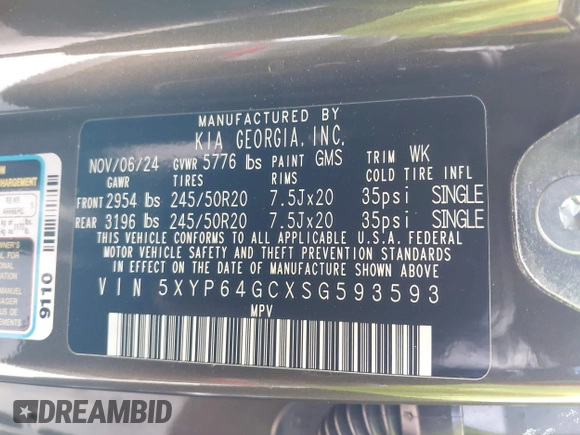 MANUFACTURED BY
KIA GEORGIA, INC.
NOV/06/24 GVWR 5776 lbs PAINT GMS TRIM WK
GAWR TIRES RIMS COLD TIRE INFL
FRONT 2954 lbs 245/50R20 7.5Jx20 35psi SINGLE
REAR 3196 lbs 245/50R20 7.5Jx20 35psi SINGLE
THIS VEHICLE CONFORMS TO ALL APPLICABLE U.S.A. FEDERAL
MOTOR VEHICLE SAFETY AND THEFT PREVENTION STANDARDS
IN EFFECT ON THE DATE OF MANUFACTURE SHOWN ABOVE
VIN 5XYP64GCXSG593593
MPV
9110
DREAMBID